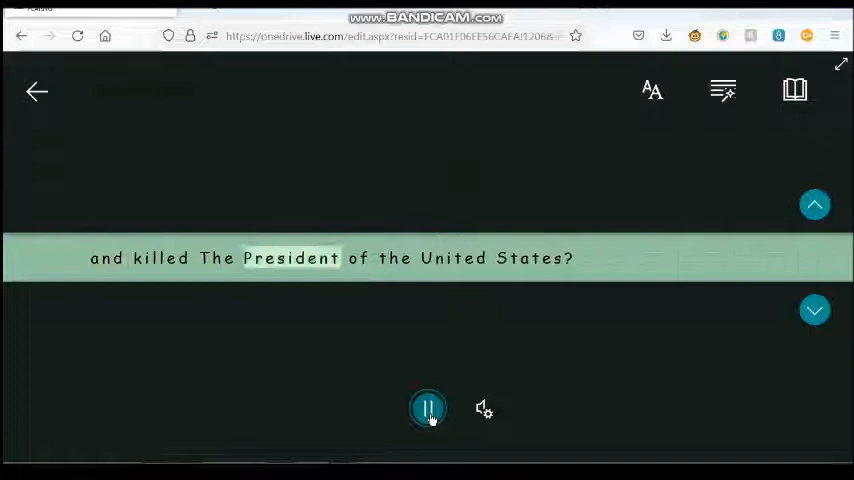 www.BANDICAM.com
https://onedrive.live.com/edit.aspx?resid=FCA01F06EE56CAFA!1206&
AA
and killed The President of the United States?